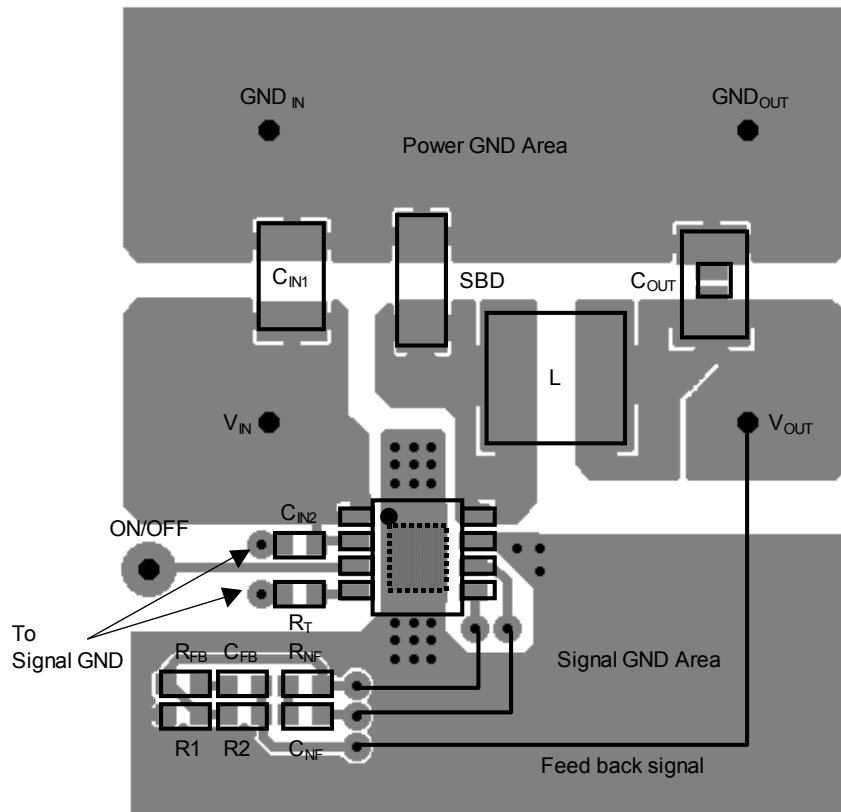 GND IN
GNDOUT
Power GND Area
CIN1
SBD
COUT
L
VIN
VOUT
ON/OFF
CIN2
RT
To
Signal GND
RFB
CFB
RNF
Signal GND Area
R1
R2
CNF
Feed back signal